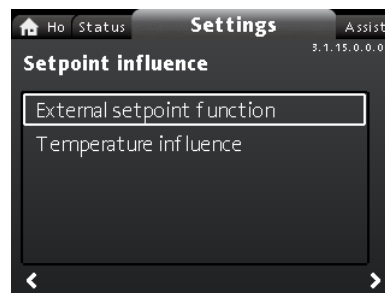 Ho Status Settings Assist
3.1.15.0.0.0
Setpoint influence
External setpoint function
Temperature influence